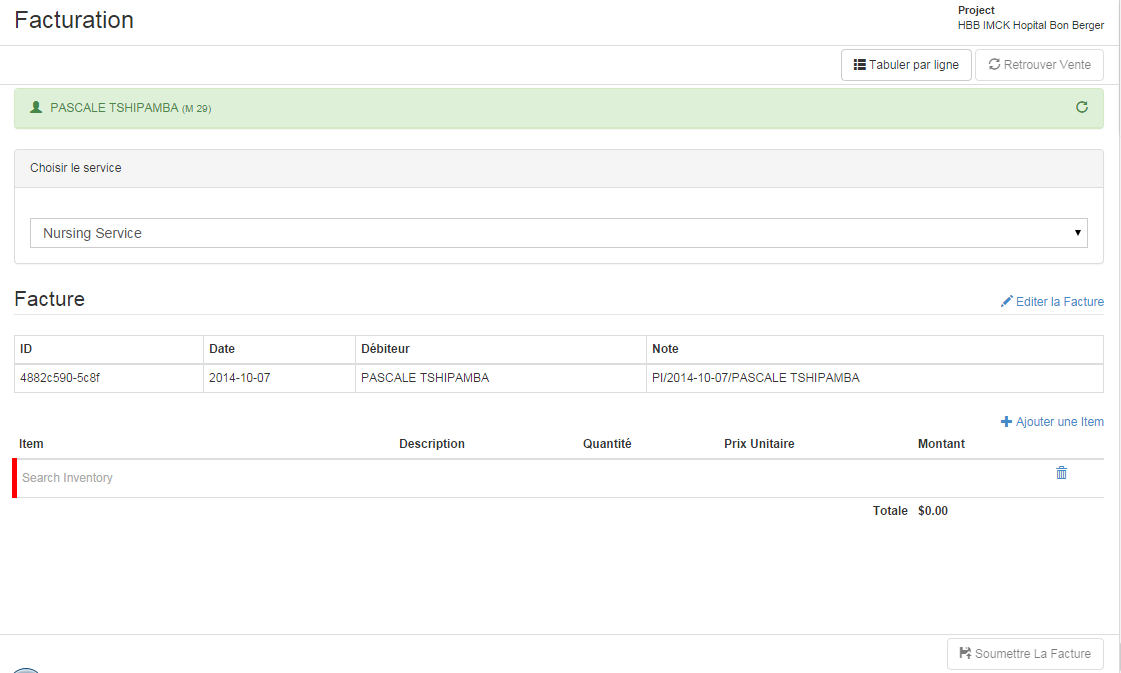 Facturation
Project
HBB IMCK Hopital Bon Berger
Tabuler par ligne
Retrouver Vente
PASCALE TSHIPAMBA (M 29)
Choisir le service
Nursing Service
Facture
Editer la Facture
ID Date Débiteur Note
4882c590-5c8f 2014-10-07 PASCALE TSHIPAMBA PI/2014-10-07/PASCALE TSHIPAMBA
Ajouter une Item
Item Description Quantité Prix Unitaire Montant
Search Inventory
Totale $0.00
Soumettre La Facture